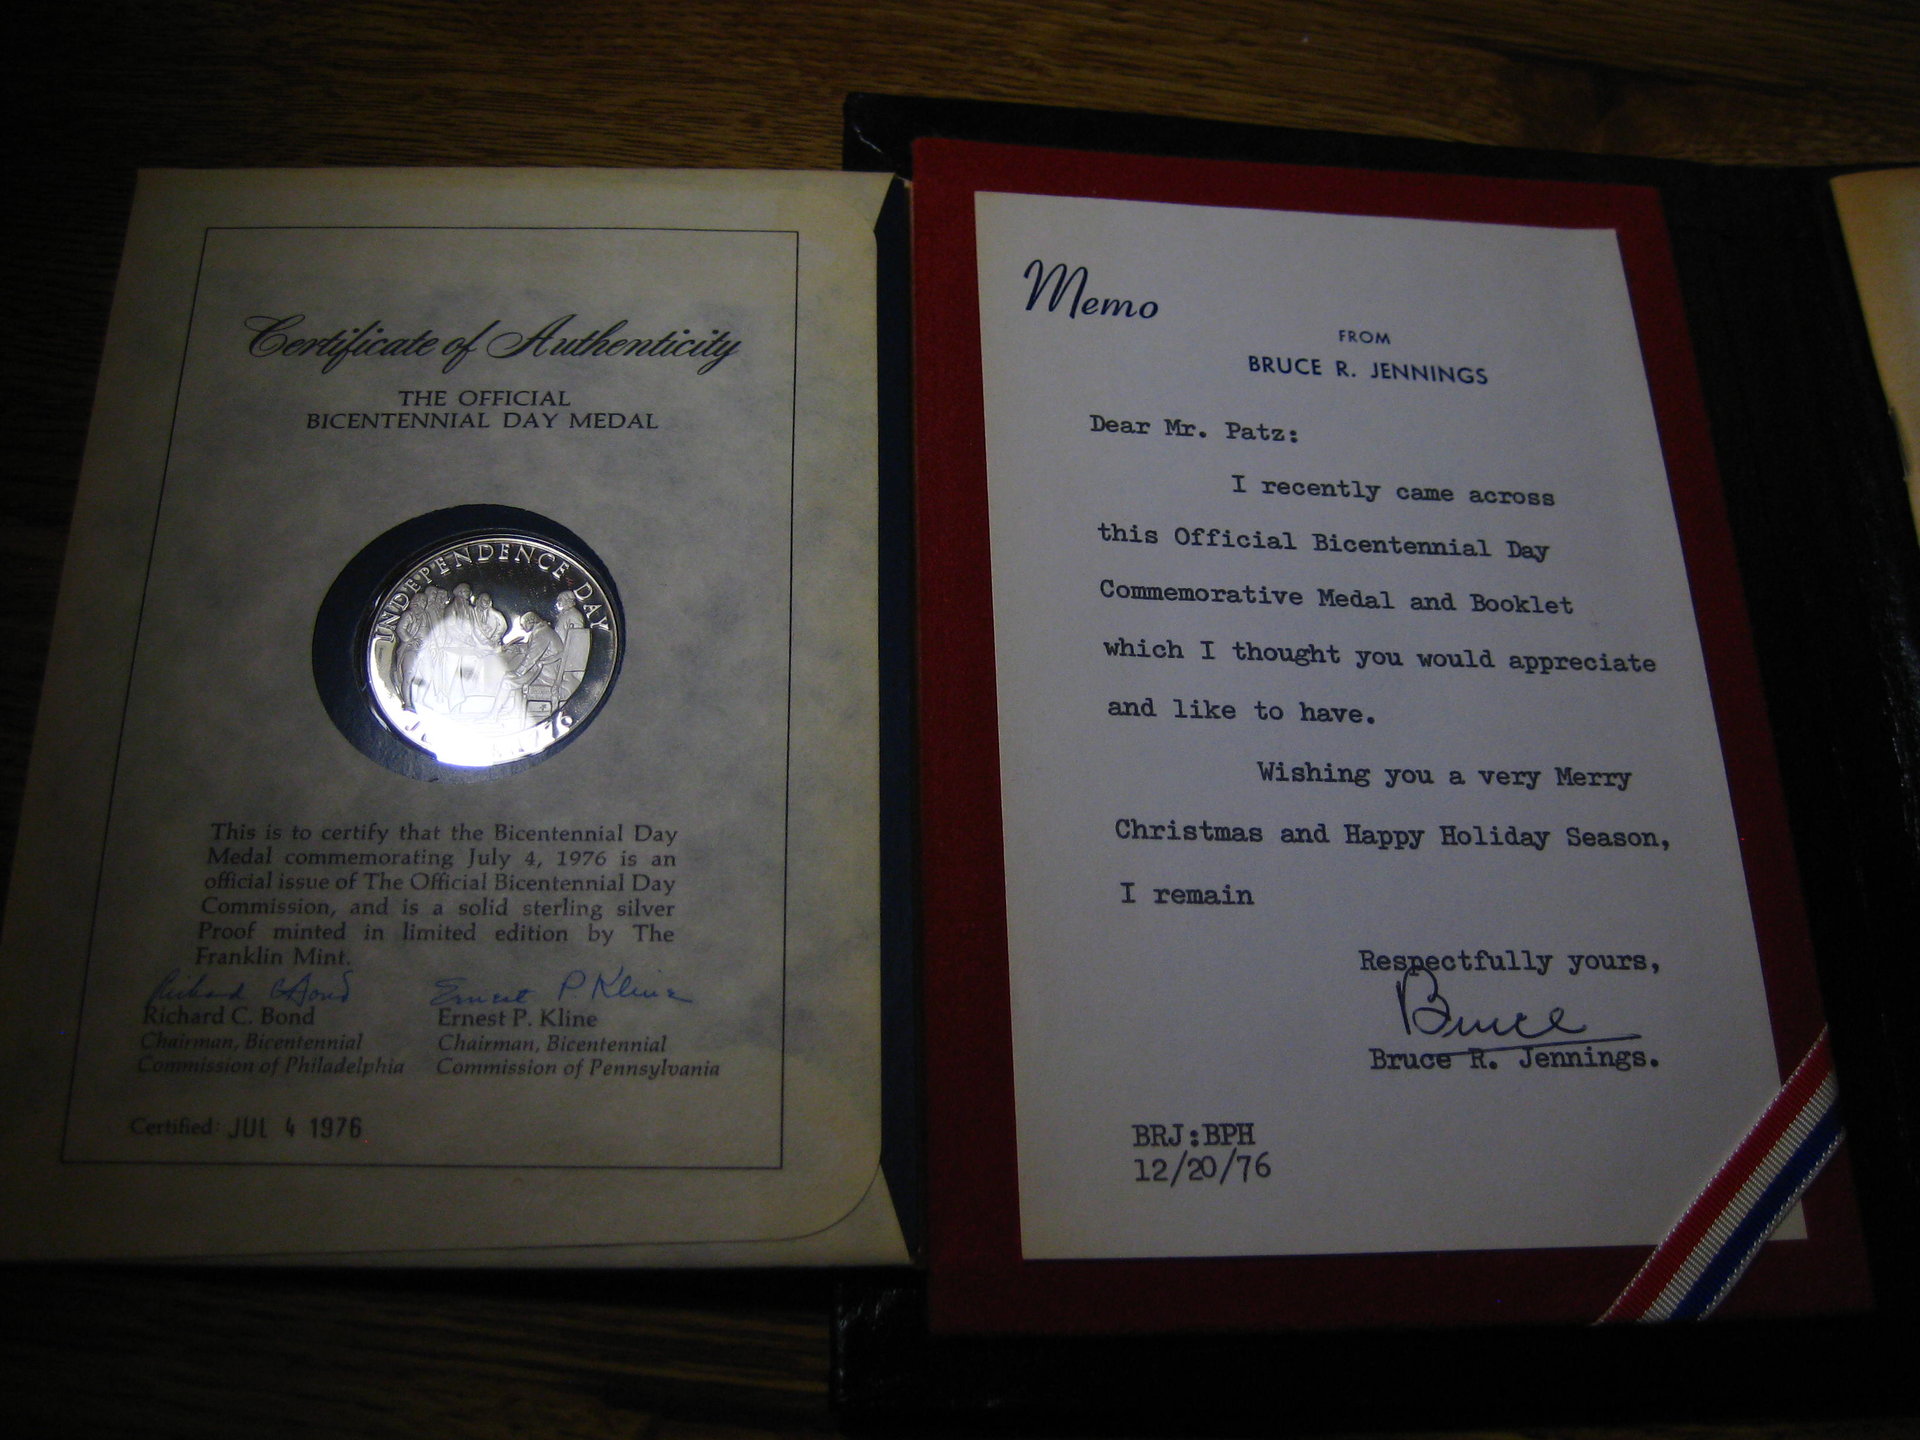 Certificate of Authenticity
THE OFFICIAL
BICENTENNIAL DAY MEDAL
INDEPENDENCE DAY
This is to certify that the Bicentennial Day
Medal commemorating July 4, 1976 is an
official issue of The Official Bicentennial Day
Commission, and is a solid sterling silver
Proof minted in limited edition by The
Franklin Mint.
Richard C. Bond
Ernest P. Kline
Richard C. Bond
Ernest P. Kline
Chairman, Bicentennial
Chairman, Bicentennial
Commission of Philadelphia
Commission of Pennsylvania
Certified: JUL 4 1976
Memo
FROM
BRUCE R. JENNINGS
Dear Mr. Patz:
I recently came across
this Official Bicentennial Day
Commemorative Medal and Booklet
which I thought you would appreciate
and like to have.
Wishing you a very Merry
Christmas and Happy Holiday Season,
I remain
Respectfully yours,
Bruce
Bruce R. Jennings.
BRJ:BPH
12/20/76